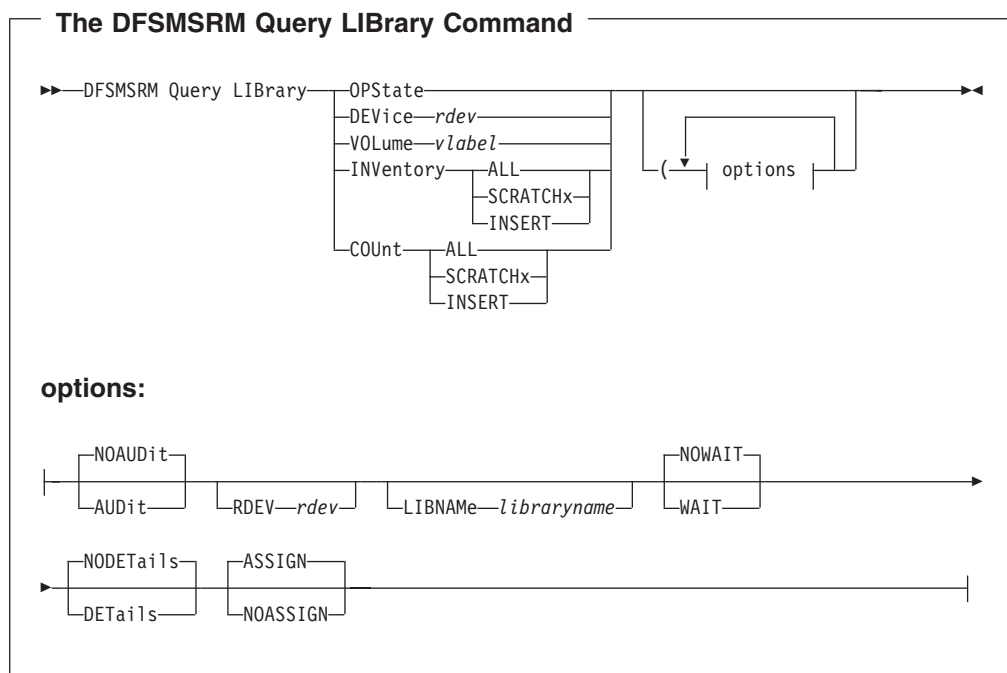 The DFSMSRM Query LIBrary Command
DFSMSRM Query LIBrary OPState
DEVice rdev
VOLume vlabel ( options
INVentory ALL
SCRATCHx
INSERT
COUnt ALL
SCRATCHx
INSERT
options:
NOAUDit NOWAIT
AUDit RDEV rdev LIBNAMe libraryname WAIT
NODETails ASSIGN
DETails NOASSIGN